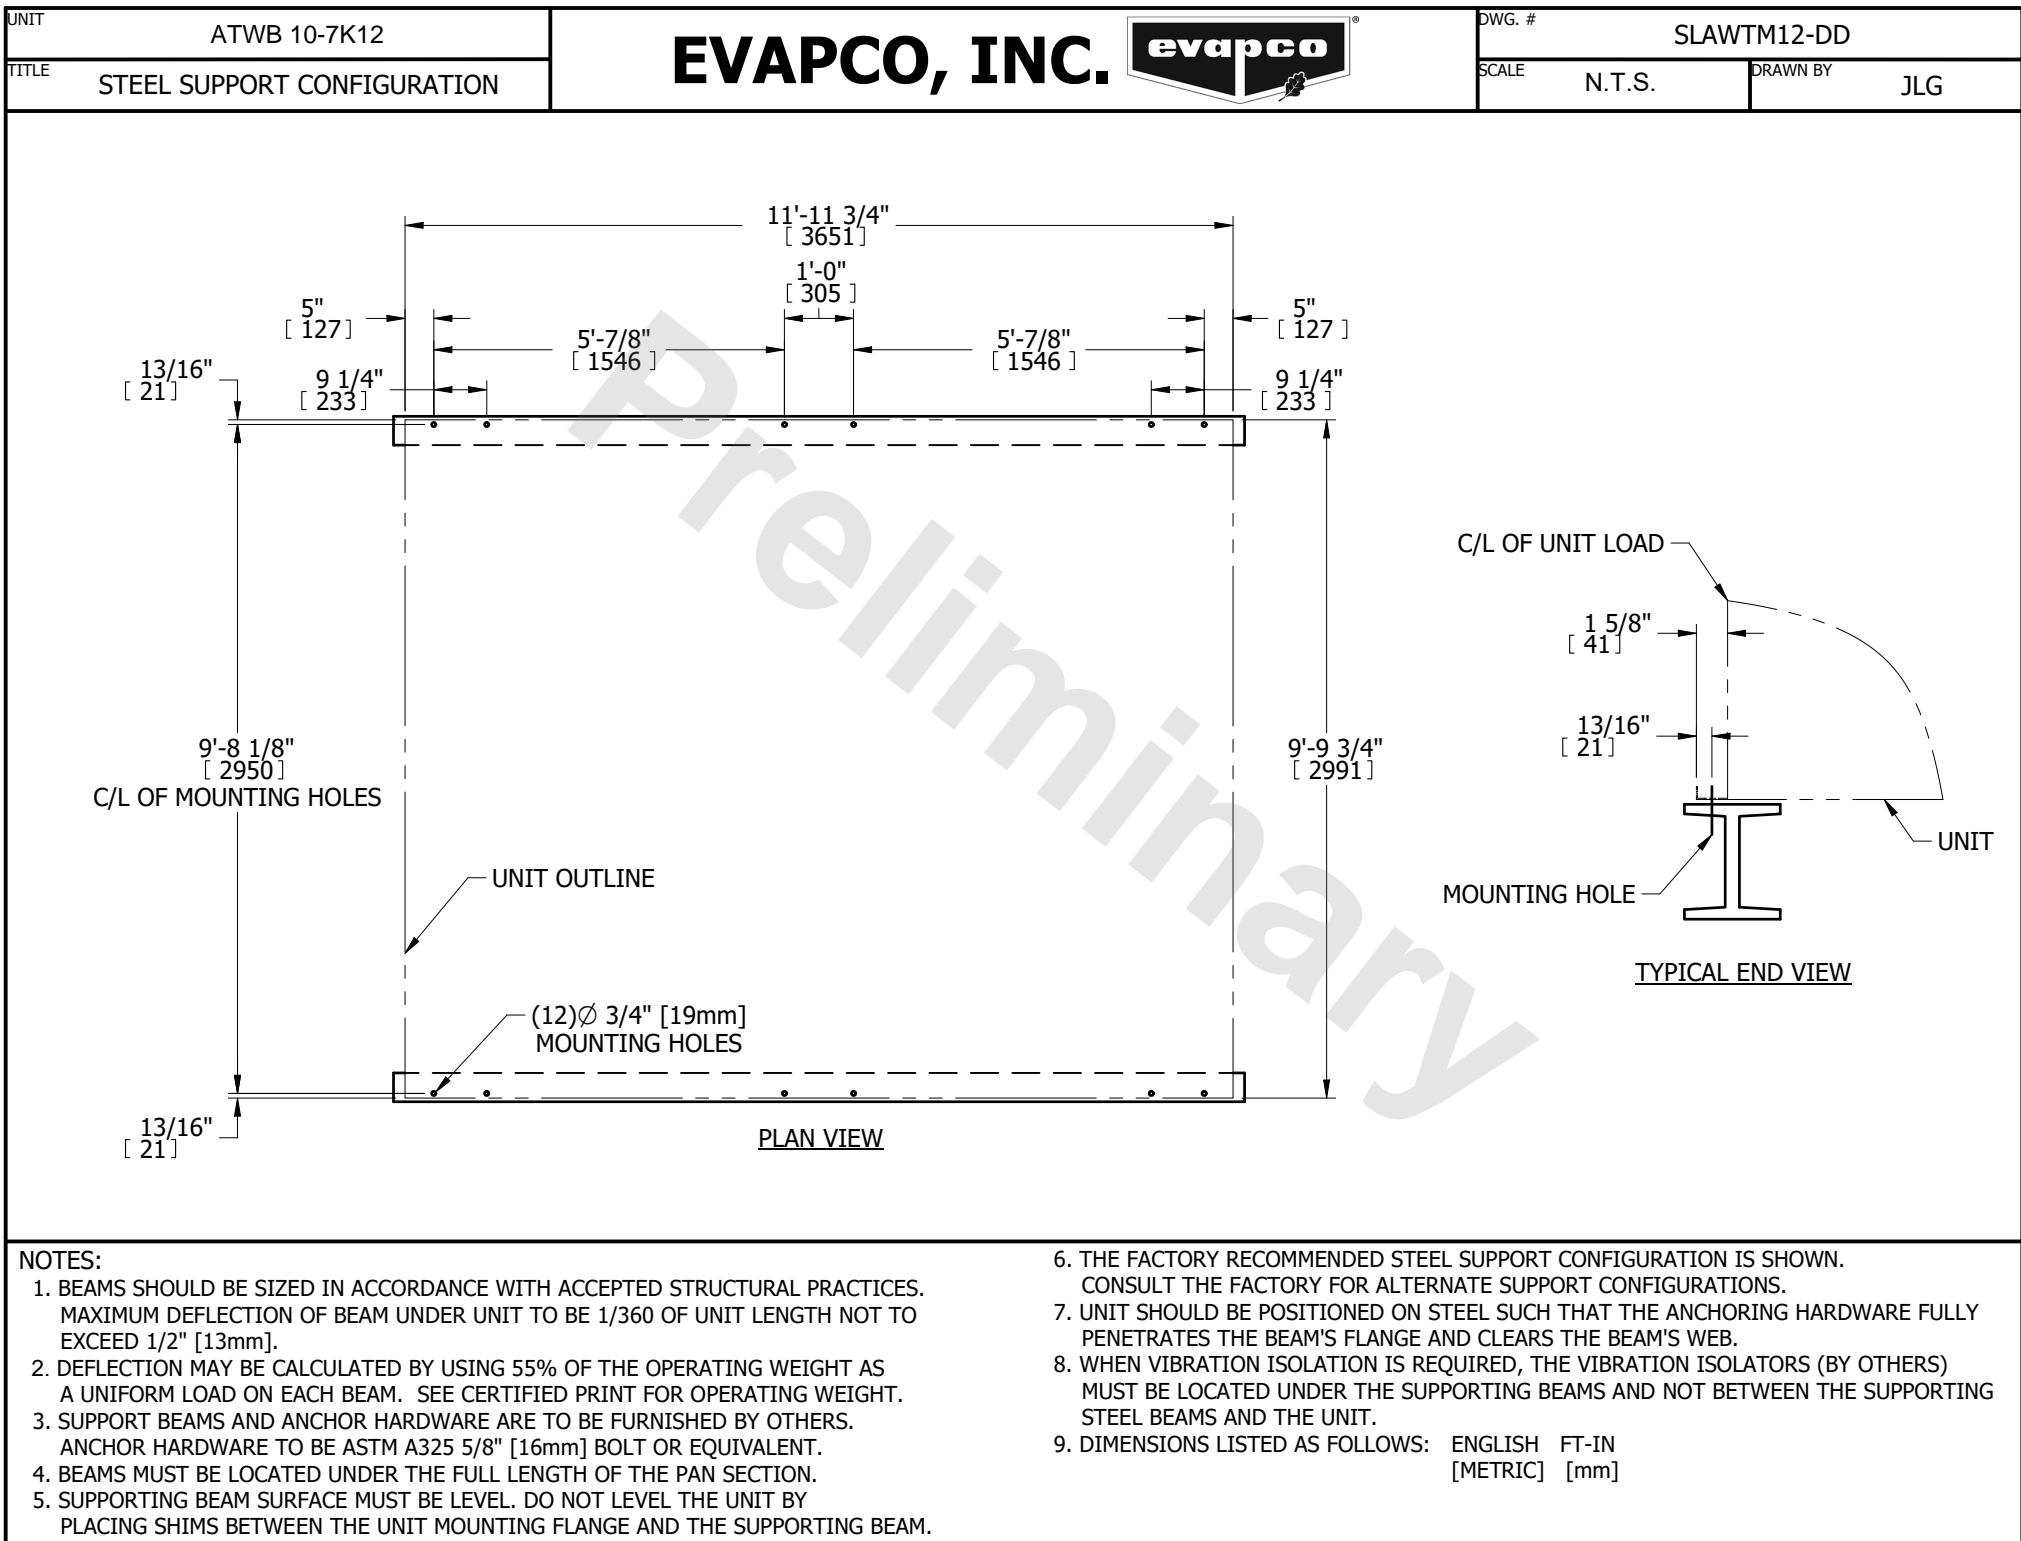 UNIT
ATWB 10-7K12
TITLE
STEEL SUPPORT CONFIGURATION
EVAPCO, INC.
evapco
®
DWG. #
SLAWTM12-DD
SCALE
N.T.S.
DRAWN BY
JLG
11'-11 3/4"
[ 3651 ]
1'-0"
[ 305 ]
5"
[ 127 ]
5"
[ 127 ]
5'-7/8"
[ 1546 ]
5'-7/8"
[ 1546 ]
13/16"
[ 21 ]
9 1/4"
[ 233 ]
9 1/4"
[ 233 ]
Preliminary
C/L OF UNIT LOAD
1 5/8"
[ 41 ]
13/16"
[ 21 ]
9'-8 1/8"
[ 2950 ]
C/L OF MOUNTING HOLES
9'-9 3/4"
[ 2991 ]
UNIT
UNIT OUTLINE
MOUNTING HOLE
TYPICAL END VIEW
(12)∅ 3/4" [19mm]
MOUNTING HOLES
13/16"
[ 21 ]
PLAN VIEW
NOTES:
1. BEAMS SHOULD BE SIZED IN ACCORDANCE WITH ACCEPTED STRUCTURAL PRACTICES.
MAXIMUM DEFLECTION OF BEAM UNDER UNIT TO BE 1/360 OF UNIT LENGTH NOT TO
EXCEED 1/2" [13mm].
2. DEFLECTION MAY BE CALCULATED BY USING 55% OF THE OPERATING WEIGHT AS
A UNIFORM LOAD ON EACH BEAM. SEE CERTIFIED PRINT FOR OPERATING WEIGHT.
3. SUPPORT BEAMS AND ANCHOR HARDWARE ARE TO BE FURNISHED BY OTHERS.
ANCHOR HARDWARE TO BE ASTM A325 5/8" [16mm] BOLT OR EQUIVALENT.
4. BEAMS MUST BE LOCATED UNDER THE FULL LENGTH OF THE PAN SECTION.
5. SUPPORTING BEAM SURFACE MUST BE LEVEL. DO NOT LEVEL THE UNIT BY
PLACING SHIMS BETWEEN THE UNIT MOUNTING FLANGE AND THE SUPPORTING BEAM.
6. THE FACTORY RECOMMENDED STEEL SUPPORT CONFIGURATION IS SHOWN.
CONSULT THE FACTORY FOR ALTERNATE SUPPORT CONFIGURATIONS.
7. UNIT SHOULD BE POSITIONED ON STEEL SUCH THAT THE ANCHORING HARDWARE FULLY
PENETRATES THE BEAM'S FLANGE AND CLEARS THE BEAM'S WEB.
8. WHEN VIBRATION ISOLATION IS REQUIRED, THE VIBRATION ISOLATORS (BY OTHERS)
MUST BE LOCATED UNDER THE SUPPORTING BEAMS AND NOT BETWEEN THE SUPPORTING
STEEL BEAMS AND THE UNIT.
9. DIMENSIONS LISTED AS FOLLOWS: ENGLISH FT-IN
[METRIC] [mm]